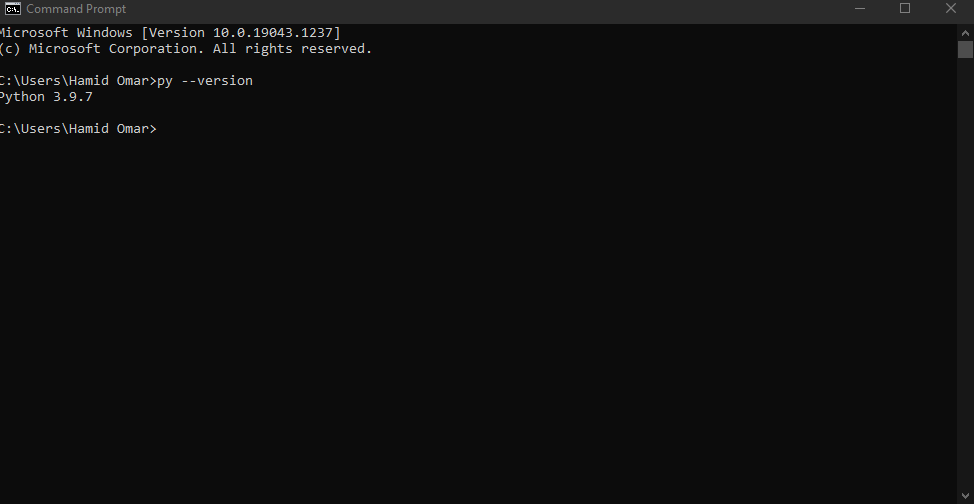 Command Prompt
Microsoft Windows [Version 10.0.19043.1237]
(c) Microsoft Corporation. All rights reserved.
C:\Users\Hamid Omar>py --version
Python 3.9.7
C:\Users\Hamid Omar>